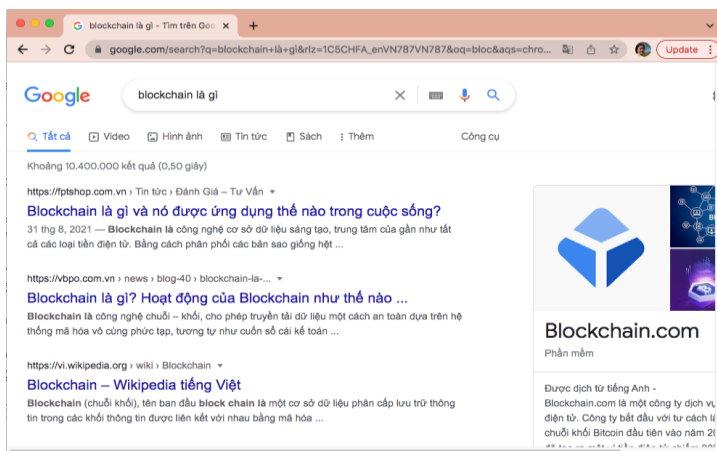 blockchain là gì - Tìm trên Goo
google.com/search?q=blockchain+là+gì&rlz=1C5CHFA_enVN787VN787&oq=bloc&aqs=chro...
Update
Google
blockchain là gì
Tất cả Video Hình ảnh Tin tức Sách Thêm Công cụ
Khoảng 10.400.000 kết quả (0,50 giây)
https://fptshop.com.vn › Tin tức › Đánh Giá – Tư Vấn
Blockchain là gì và nó được ứng dụng thế nào trong cuộc sống?
31 thg 8, 2021 — Blockchain là công nghệ cơ sở dữ liệu sáng tạo, trung tâm của gần như tất
cả các loại tiền điện tử. Bằng cách phân phối các bản sao giống hệt ...
https://vbpo.com.vn › news › blog-40 › blockchain-la-...
Blockchain là gì? Hoạt động của Blockchain như thế nào ...
Blockchain là công nghệ chuỗi – khối, cho phép truyền tải dữ liệu một cách an toàn dựa trên hệ
thống mã hóa vô cùng phức tạp, tương tự như cuốn sổ cái kế toán ...
https://vi.wikipedia.org › wiki › Blockchain
Blockchain – Wikipedia tiếng Việt
Blockchain (chuỗi khối), tên ban đầu block chain là một cơ sở dữ liệu phân cấp lưu trữ thông
tin trong các khối thông tin được liên kết với nhau bằng mã hóa ...
Blockchain.com
Phần mềm
Được dịch từ tiếng Anh -
Blockchain.com là một công ty dịch vụ
điện tử. Công ty bắt đầu với tư cách là
chuỗi khối Bitcoin đầu tiên vào năm 20